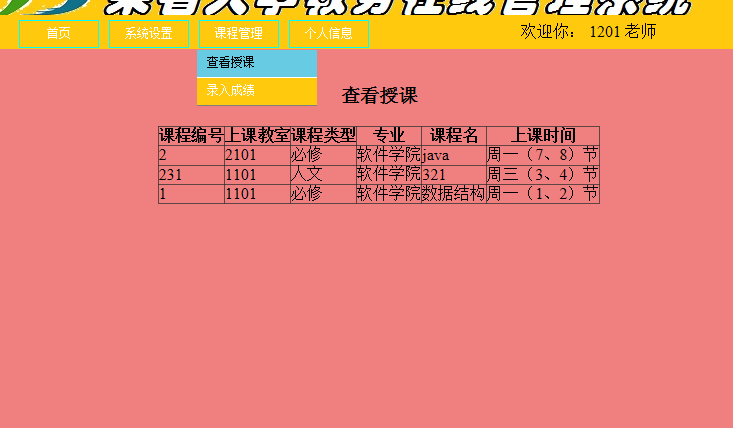 首页 系统设置 课程管理 个人信息 欢迎你： 1201 老师
查看授课
录入成绩
查看授课
课程编号 上课教室 课程类型 专业 课程名 上课时间
2 2101 必修 软件学院 java 周一（7、8）节
231 1101 人文 软件学院 321 周三（3、4）节
1 1101 必修 软件学院 数据结构 周一（1、2）节